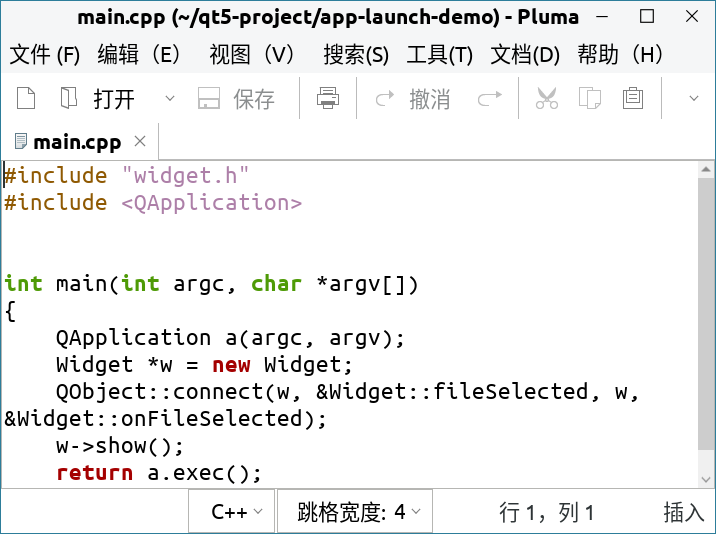 main.cpp (~/qt5-project/app-launch-demo) - Pluma
文件 (F) 编辑（E） 视图（V） 搜索(S) 工具(T) 文档(D) 帮助（H）
打开 保存 撤消
main.cpp
#include "widget.h"
#include <QApplication>
int main(int argc, char *argv[])
{
    QApplication a(argc, argv);
    Widget *w = new Widget;
    QObject::connect(w, &Widget::fileSelected, w,
&Widget::onFileSelected);
    w->show();
    return a.exec();
C++ 跳格宽度: 4 行 1，列 1 插入